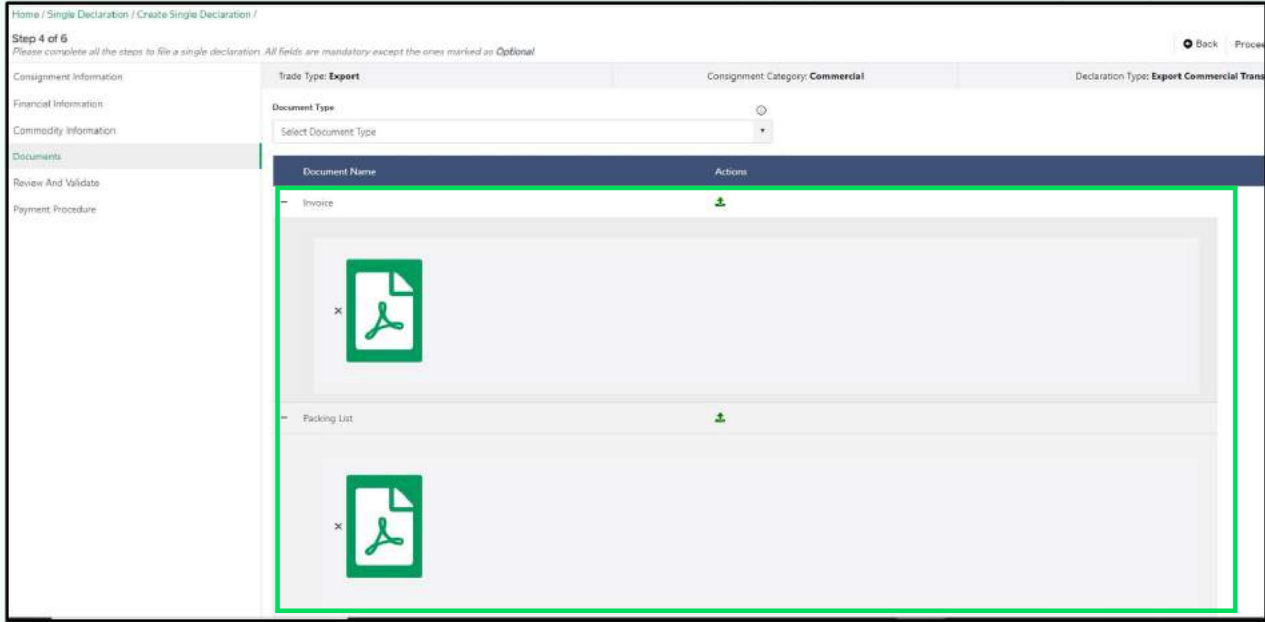 Home / Single Declaration / Create Single Declaration /
Step 4 of 6
Please complete all the steps to file a single declaration. All fields are mandatory except the ones marked as Optional
Back Procee
Consignment Information
Financial Information
Commodity Information
Documents
Review And Validate
Payment Procedure
Trade Type: Export Consignment Category: Commercial Declaration Type: Export Commercial Trans
Document Type
Select Document Type
Document Name Actions
Invoice
Packing List